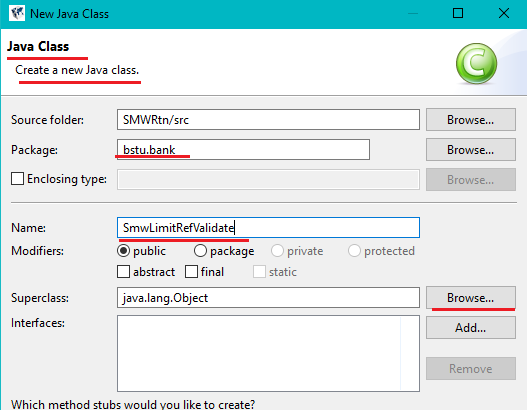 New Java Class
Java Class
Create a new Java class.
Source folder: SMWRtn/src Browse...
Package: bstu.bank Browse...
Enclosing type: Browse...
Name: SmwLimitRefValidate
Modifiers: public package private protected
abstract final static
Superclass: java.lang.Object Browse...
Interfaces: Add...
Remove
Which method stubs would you like to create?